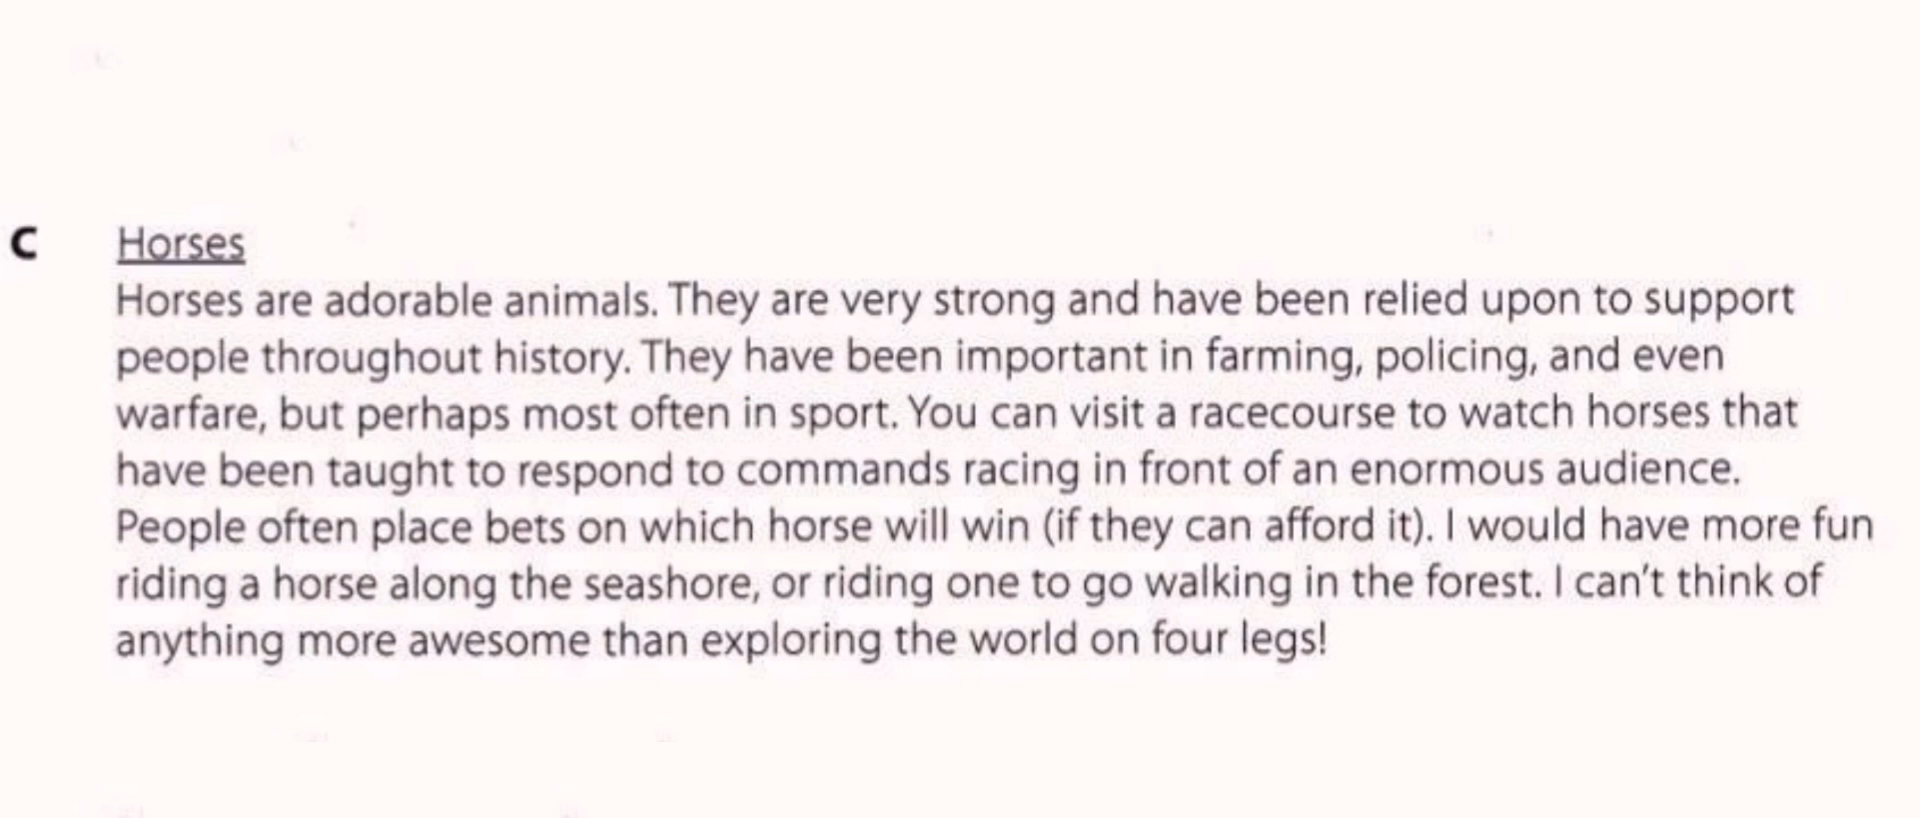 C Horses
Horses are adorable animals. They are very strong and have been relied upon to support
people throughout history. They have been important in farming, policing, and even
warfare, but perhaps most often in sport. You can visit a racecourse to watch horses that
have been taught to respond to commands racing in front of an enormous audience.
People often place bets on which horse will win (if they can afford it). I would have more fun
riding a horse along the seashore, or riding one to go walking in the forest. I can't think of
anything more awesome than exploring the world on four legs!